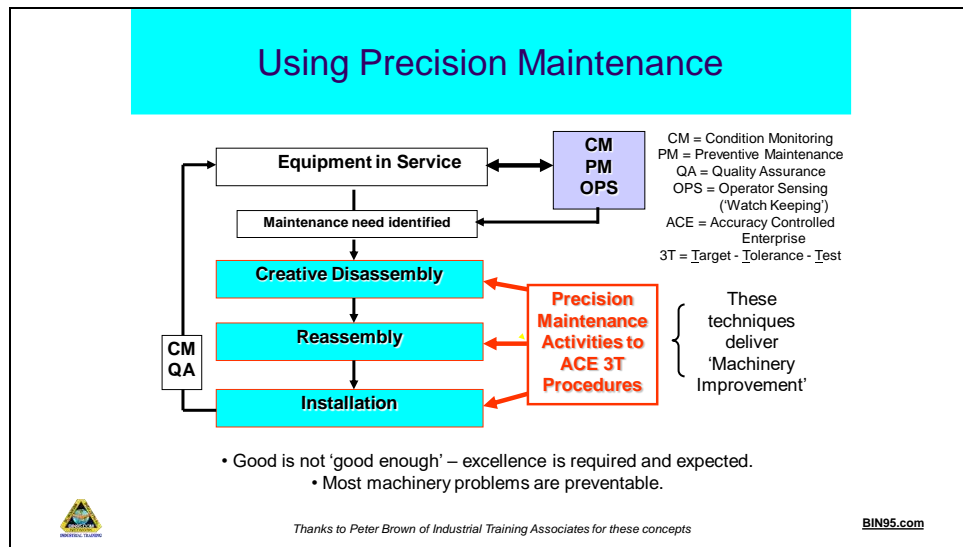 Using Precision Maintenance
Equipment in Service
CM
PM
OPS
CM = Condition Monitoring
PM = Preventive Maintenance
QA = Quality Assurance
OPS = Operator Sensing
(‘Watch Keeping’)
ACE = Accuracy Controlled
Enterprise
3T = Target - Tolerance - Test
Maintenance need identified
Creative Disassembly
Reassembly
Installation
CM
QA
Precision
Maintenance
Activities to
ACE 3T
Procedures
These
techniques
deliver
‘Machinery
Improvement’
• Good is not ‘good enough’ – excellence is required and expected.
• Most machinery problems are preventable.
INDUSTRIAL TRAINING
Thanks to Peter Brown of Industrial Training Associates for these concepts
BIN95.com